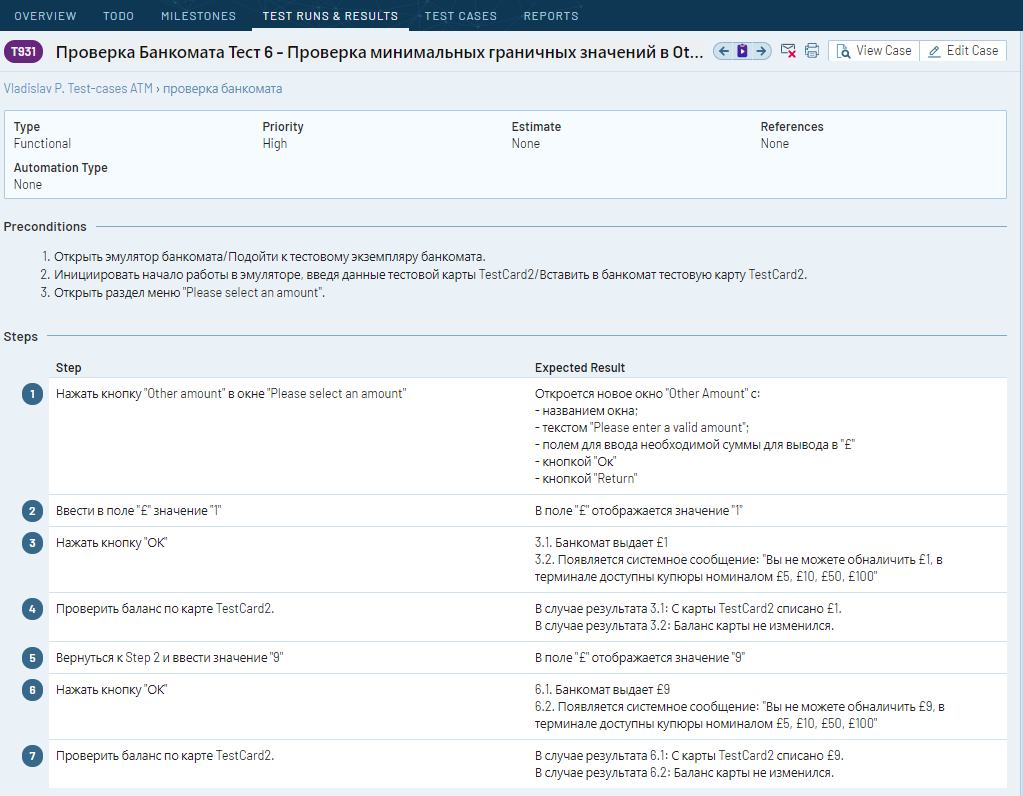 OVERVIEW TODO MILESTONES TEST RUNS & RESULTS TEST CASES REPORTS
T931 Проверка Банкомата Тест 6 - Проверка минимальных граничных значений в Ot... View Case Edit Case
Vladislav P. Test-cases ATM › проверка банкомата
Type Priority Estimate References
Functional High None None
Automation Type
None
Preconditions
1. Открыть эмулятор банкомата/Подойти к тестовому экземпляру банкомата.
2. Инициировать начало работы в эмуляторе, введя данные тестовой карты TestCard2/Вставить в банкомат тестовую карту TestCard2.
3. Открыть раздел меню "Please select an amount".
Steps
Step Expected Result
1 Нажать кнопку "Other amount" в окне "Please select an amount" Откроется новое окно "Other Amount" с:
- названием окна;
- текстом "Please enter a valid amount";
- полем для ввода необходимой суммы для вывода в "£"
- кнопкой "Ок"
- кнопкой "Return"
2 Ввести в поле "£" значение "1" В поле "£" отображается значение "1"
3 Нажать кнопку "ОК" 3.1. Банкомат выдает £1
3.2. Появляется системное сообщение: "Вы не можете обналичить £1, в
терминале доступны купюры номиналом £5, £10, £50, £100"
4 Проверить баланс по карте TestCard2. В случае результата 3.1: С карты TestCard2 списано £1.
В случае результата 3.2: Баланс карты не изменился.
5 Вернуться к Step 2 и ввести значение "9" В поле "£" отображается значение "9"
6 Нажать кнопку "ОК" 6.1. Банкомат выдает £9
6.2. Появляется системное сообщение: "Вы не можете обналичить £9, в
терминале доступны купюры номиналом £5, £10, £50, £100"
7 Проверить баланс по карте TestCard2. В случае результата 6.1: С карты TestCard2 списано £9.
В случае результата 6.2: Баланс карты не изменился.